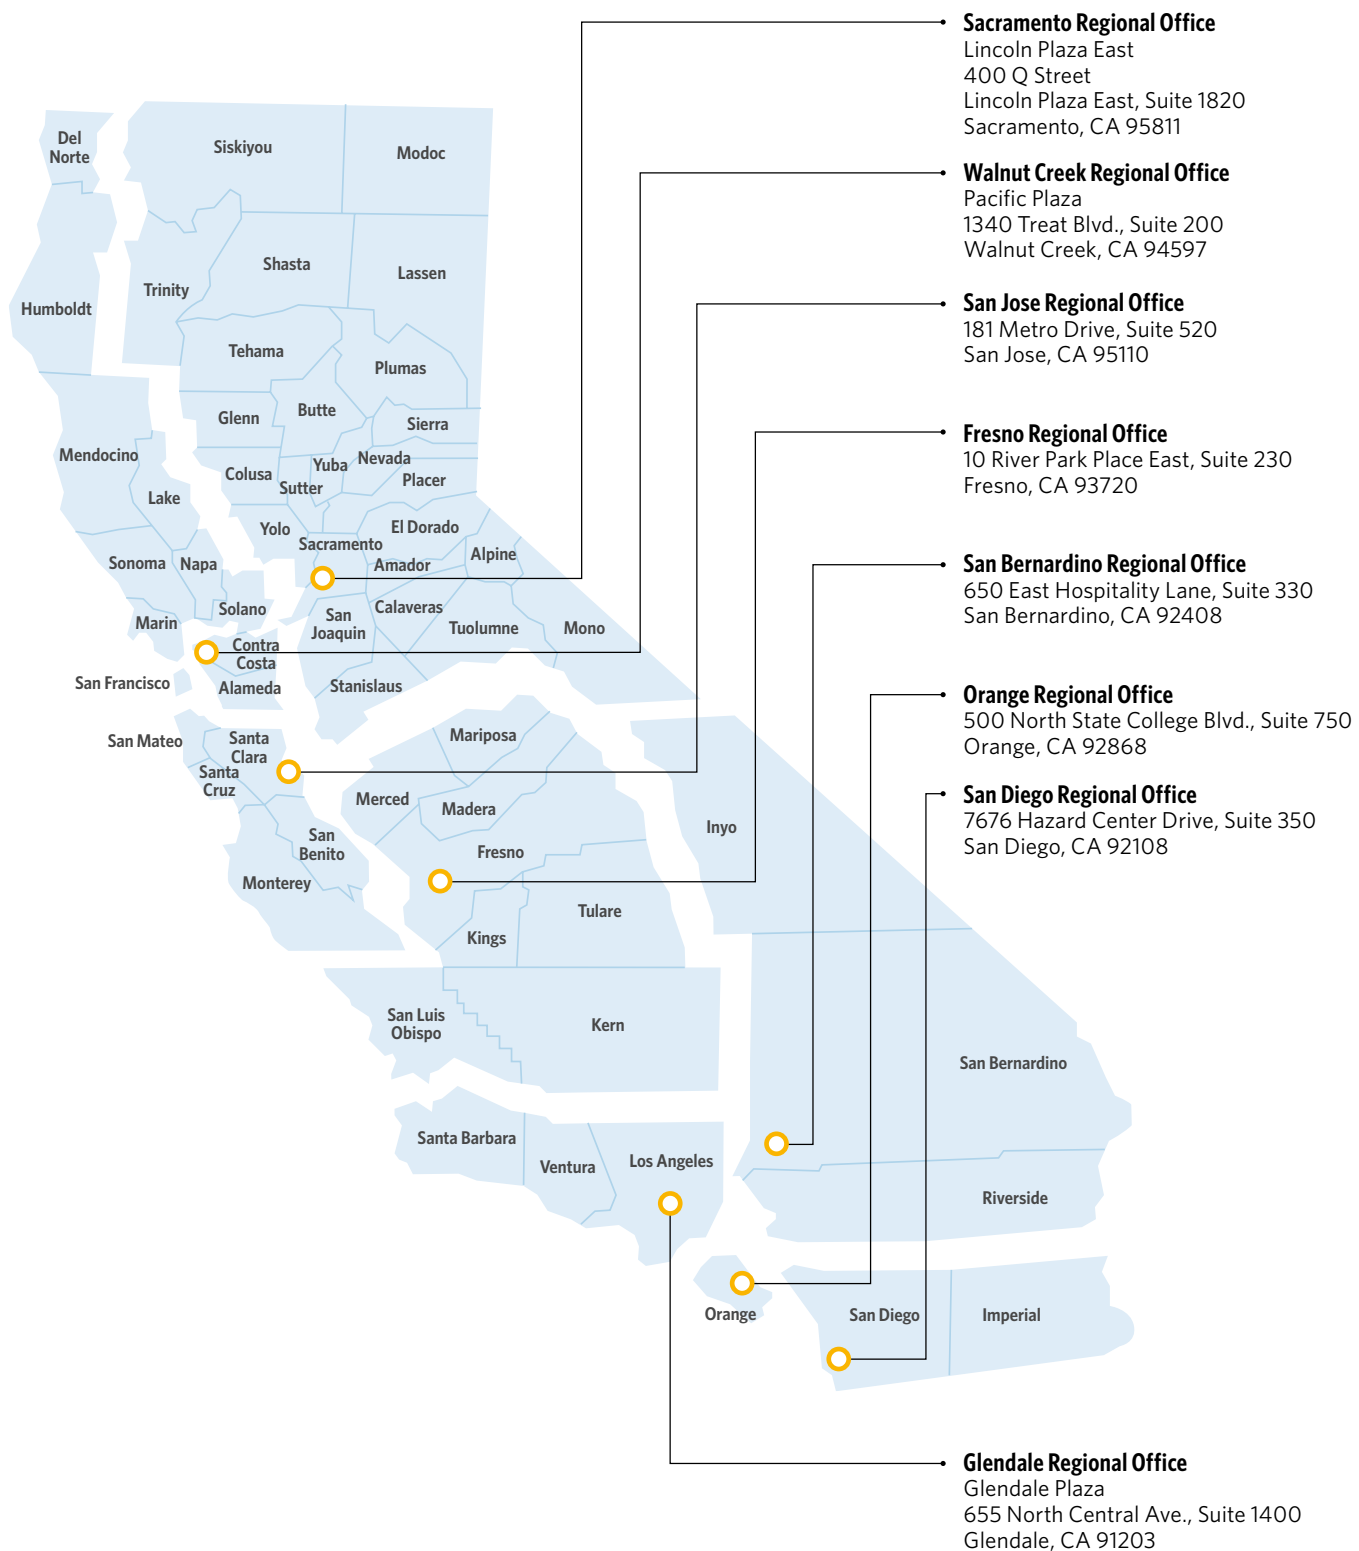 Sacramento Regional Office
Lincoln Plaza East
400 Q Street
Lincoln Plaza East, Suite 1820
Sacramento, CA 95811
Walnut Creek Regional Office
Pacific Plaza
1340 Treat Blvd., Suite 200
Walnut Creek, CA 94597
San Jose Regional Office
181 Metro Drive, Suite 520
San Jose, CA 95110
Fresno Regional Office
10 River Park Place East, Suite 230
Fresno, CA 93720
San Bernardino Regional Office
650 East Hospitality Lane, Suite 330
San Bernardino, CA 92408
Orange Regional Office
500 North State College Blvd., Suite 750
Orange, CA 92868
San Diego Regional Office
7676 Hazard Center Drive, Suite 350
San Diego, CA 92108
Glendale Regional Office
Glendale Plaza
655 North Central Ave., Suite 1400
Glendale, CA 91203
Del
Norte
Siskiyou
Modoc
Humboldt
Trinity
Shasta
Lassen
Tehama
Plumas
Glenn
Butte
Sierra
Mendocino
Lake
Colusa
Sutter
Yuba
Nevada
Placer
Yolo
El Dorado
Sacramento
Amador
Alpine
Sonoma
Napa
Solano
Marin
San
Joaquin
Calaveras
Tuolumne
Mono
Contra
Costa
San Francisco
Alameda
Stanislaus
San Mateo
Santa
Clara
Santa
Cruz
Mariposa
Merced
Madera
San
Benito
Monterey
Fresno
Inyo
Kings
Tulare
San Luis
Obispo
Kern
San Bernardino
Santa Barbara
Ventura
Los Angeles
Riverside
Orange
San Diego
Imperial